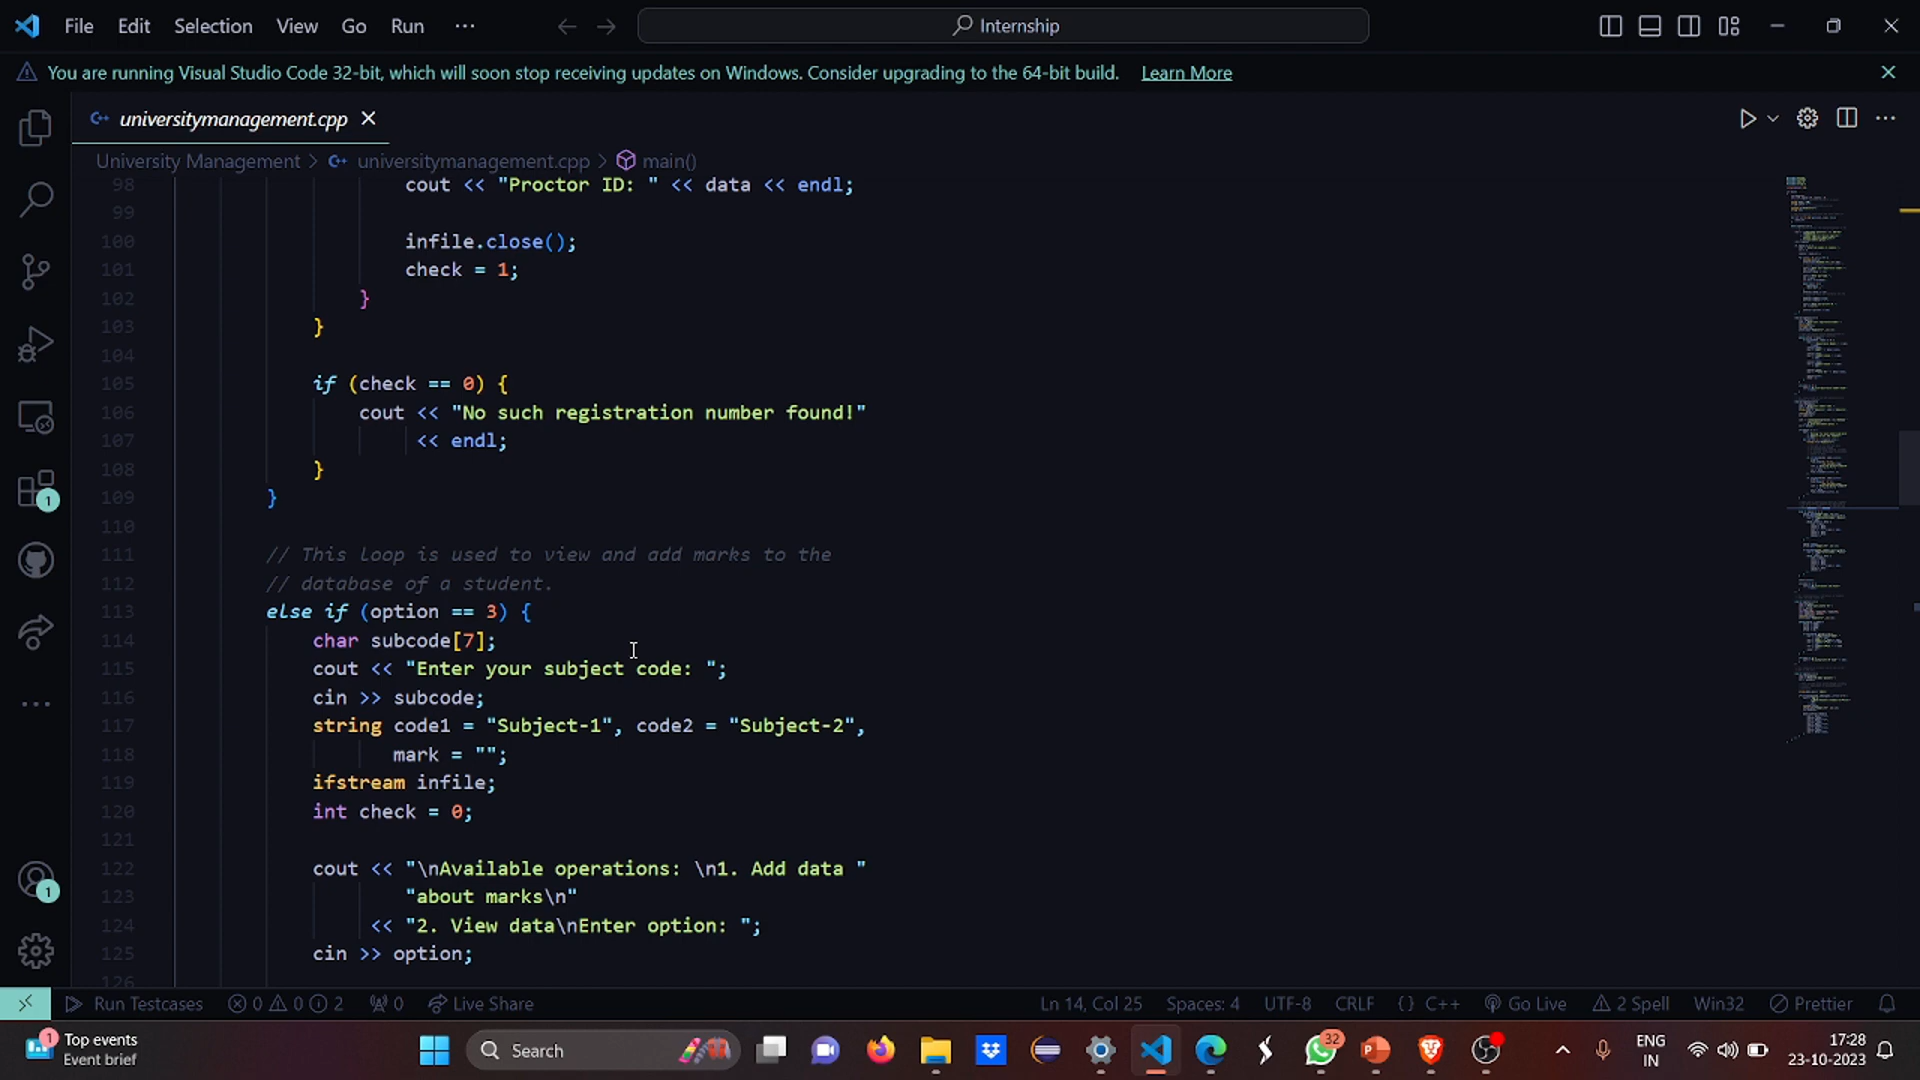 File Edit Selection View Go Run ··· Internship
You are running Visual Studio Code 32-bit, which will soon stop receiving updates on Windows. Consider upgrading to the 64-bit build. Learn More
universitymanagement.cpp
University Management > universitymanagement.cpp > main()
98 cout << "Proctor ID: " << data << endl;
99
100 infile.close();
101 check = 1;
102 }
103 }
104
105 if (check == 0) {
106 cout << "No such registration number found!"
107 << endl;
108 }
109 }
110
111 // This loop is used to view and add marks to the
112 // database of a student.
113 else if (option == 3) {
114 char subcode[7];
115 cout << "Enter your subject code: ";
116 cin >> subcode;
117 string code1 = "Subject-1", code2 = "Subject-2",
118 mark = "";
119 ifstream infile;
120 int check = 0;
121
122 cout << "\nAvailable operations: \n1. Add data "
123 "about marks\n"
124 << "2. View data\nEnter option: ";
125 cin >> option;
126
1
1
Run Testcases 0 0 2 0 Live Share Ln 14, Col 25 Spaces: 4 UTF-8 CRLF {} C++ Go Live 2 Spell Win32 Prettier
1 Top events
Event brief
Search
32
ENG
IN
17:28
23-10-2023